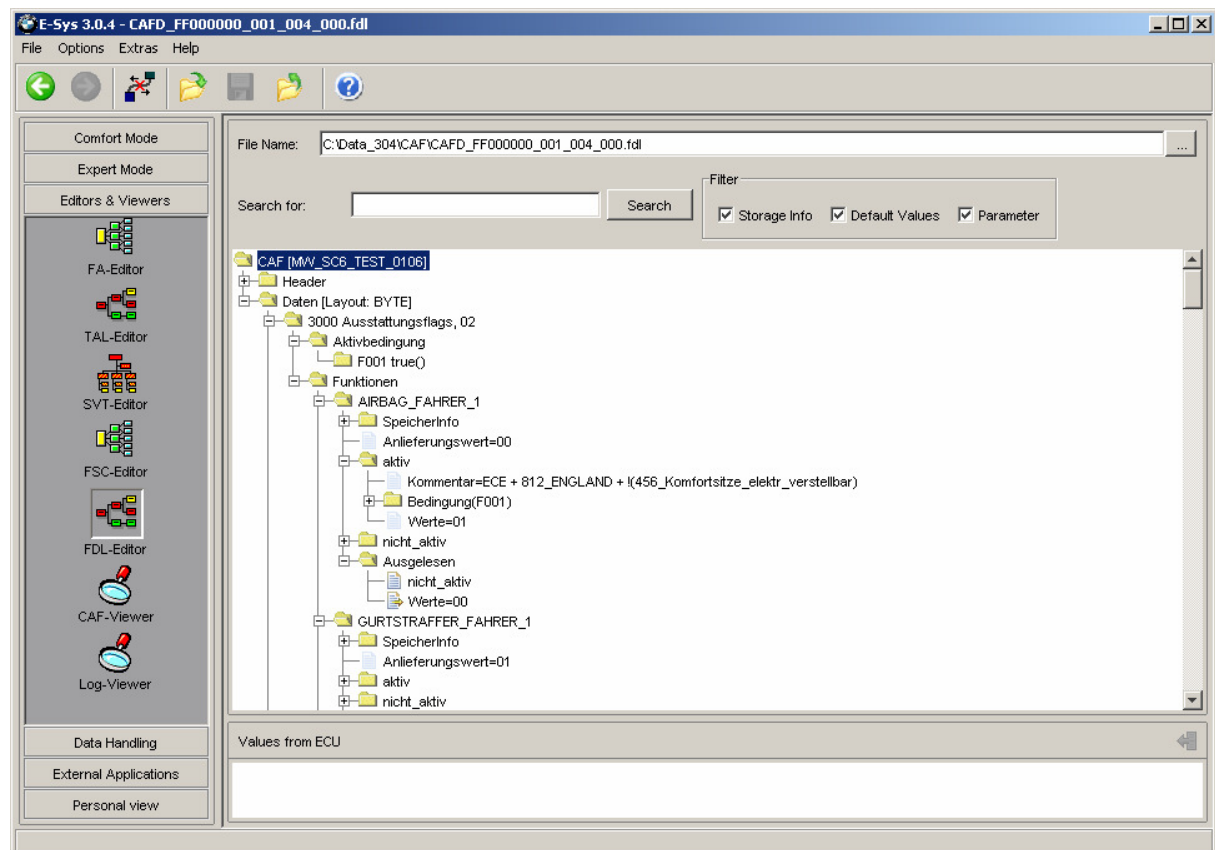 E-Sys 3.0.4 - CAFD_FF000000_001_004_000.fdl
File Options Extras Help
Comfort Mode
Expert Mode
Editors & Viewers
FA-Editor
TAL-Editor
SVT-Editor
FSC-Editor
FDL-Editor
CAF-Viewer
Log-Viewer
Data Handling
External Applications
Personal view
File Name: C:\Data_304\CAF\CAFD_FF000000_001_004_000.fdl ...
Search for: Search
Filter
Storage Info Default Values Parameter
CAF [MW_SC6_TEST_0106]
Header
Daten [Layout: BYTE]
3000 Ausstattungsflags, 02
Aktivbedingung
F001 true()
Funktionen
AIRBAG_FAHRER_1
SpeicherInfo
Anlieferungswert=00
aktiv
Kommentar=ECE + 812_ENGLAND + !(456_Komfortsitze_elektr_verstellbar)
Bedingung(F001)
Werte=01
nicht_aktiv
Ausgelesen
nicht_aktiv
Werte=00
GURTSTRAFFER_FAHRER_1
SpeicherInfo
Anlieferungswert=01
aktiv
nicht_aktiv
Values from ECU